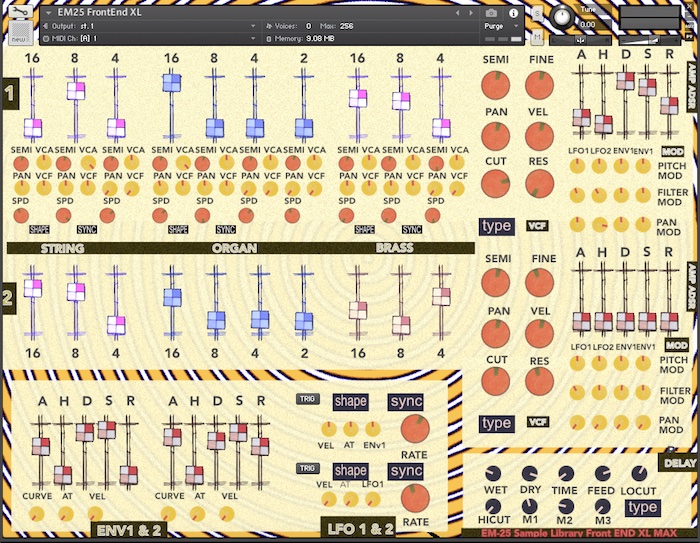 EM25 FrontEnd XL
Output: st. 1
Voices: 0 Max: 256
Purge
MIDI Ch: [A] 1
Memory: 9.08 MB
new
S
M
Tune
0.00
1
16 8 4 16 8 4 2 16 8 4
SEMI VCA SEMI VCA SEMI VCA SEMI VCA SEMI VCA SEMI VCA SEMI VCA SEMI VCA SEMI VCA SEMI VCA
PAN VCF PAN VCF PAN VCF PAN VCF PAN VCF PAN VCF PAN VCF PAN VCF PAN VCF PAN VCF
SPD SPD SPD
SHAPE SYNC SHAPE SYNC SHAPE SYNC
STRING ORGAN BRASS
2
16 8 4 16 8 4 2 16 8 4
SEMI FINE
PAN VEL
CUT RES
type VCF
SEMI FINE
PAN VEL
CUT RES
type VCF
A H D S R
AMP ADSR
LFO1 LFO2 ENV1 ENV1 MOD
PITCH MOD
FILTER MOD
PAN MOD
A H D S R
AMP ADSR
LFO1 LFO2 ENV1 ENV1 MOD
PITCH MOD
FILTER MOD
PAN MOD
A H D S R A H D S R
CURVE AT VEL CURVE AT VEL
ENV1 & 2
TRIG shape sync
VEL AT ENv1
RATE
TRIG shape sync
VEL AT LFO1
RATE
LFO 1 & 2
DELAY
WET DRY TIME FEED LOCUT
HICUT M1 M2 M3 type
EM-25 Sample Library Front END XL MAX